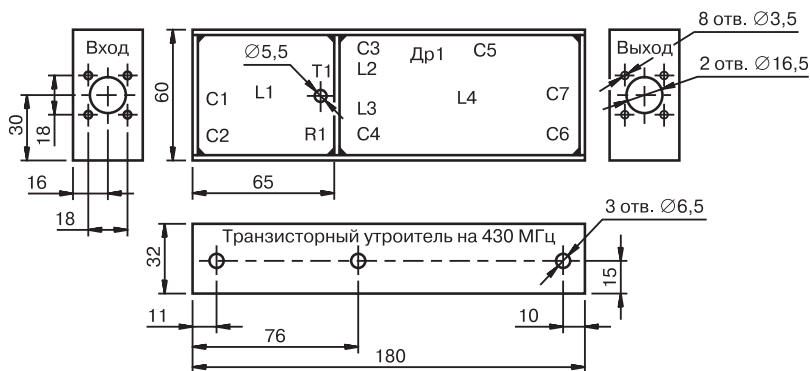 Вход
30
18
16
18
60
∅5,5
T1
C1
L1
C2
R1
C3
L2
Др1
C5
L3
L4
C7
C4
C6
65
Выход
8 отв. ∅3,5
2 отв. ∅16,5
Транзисторный утроитель на 430 МГц
3 отв. ∅6,5
32
15
11
10
76
180